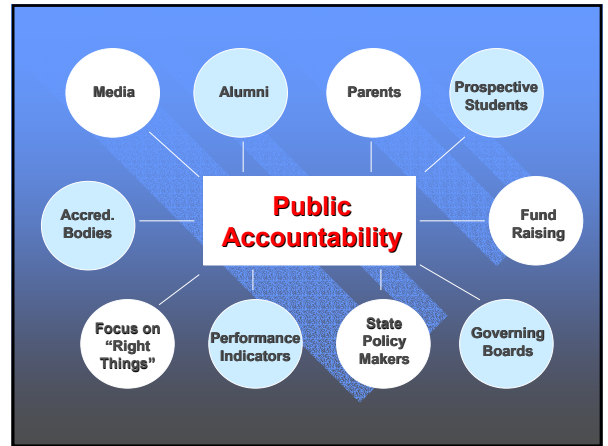 Media
Alumni
Parents
Prospective
Students
Accred.
Bodies
Public
Accountability
Fund
Raising
Focus on
“Right
Things”
Performance
Indicators
State
Policy
Makers
Governing
Boards